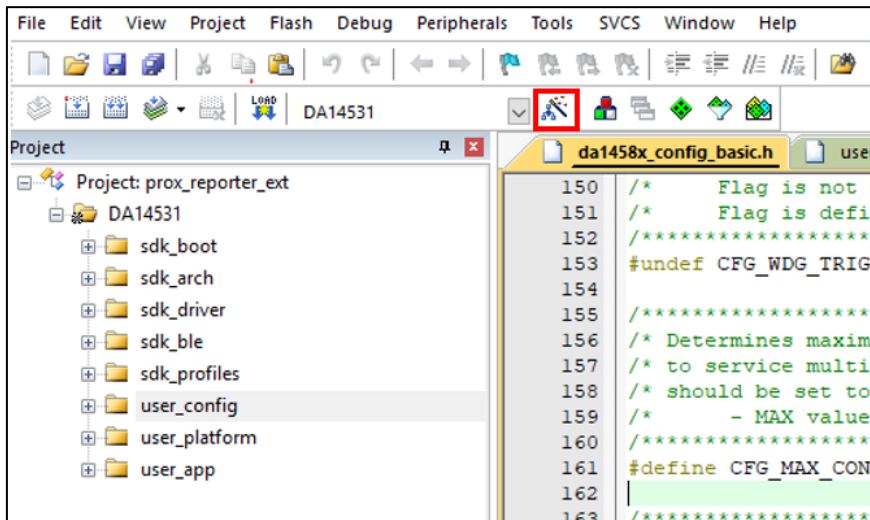 File Edit View Project Flash Debug Peripherals Tools SVCS Window Help
LOAD DA14531
Project
da1458x_config_basic.h use
Project: prox_reporter_ext
DA14531
sdk_boot
sdk_arch
sdk_driver
sdk_ble
sdk_profiles
user_config
user_platform
user_app
150 /* Flag is not
151 /* Flag is defi
152 /*******************
153 #undef CFG_WDG_TRIG
154
155 /*******************
156 /* Determines maxim
157 /* to service multi
158 /* should be set to
159 /* - MAX value
160 /*******************
161 #define CFG_MAX_CON
162
163 /*******************